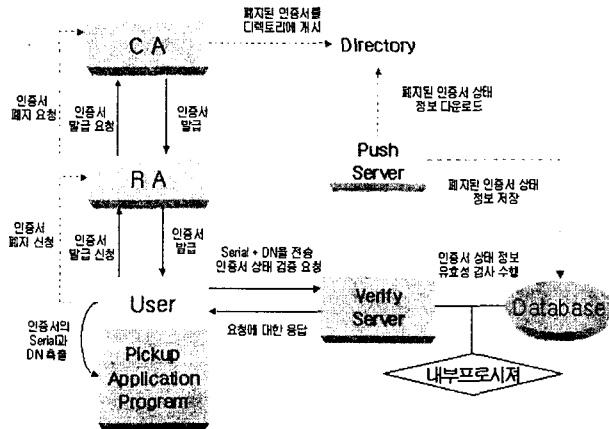 폐지된 인증서를
디렉토리에 게시
C A
Directory
인증서
폐지 요청
인증서
발급 요청
인증서
발급
폐지된 인증서 상태
정보 다운로드
R A
Push
Server
폐지된 인증서 상태
정보 저장
인증서
폐지 신청
인증서
발급 신청
인증서
발급
Serial + DN을 전송
인증서 상태 검증 요청
인증서 상태 정보
유효성 검사 수행
User
Verify
Server
Database
요청에 대한 응답
인증서의
Serial과
DN 추출
Pickup
Application
Program
내부프로시져